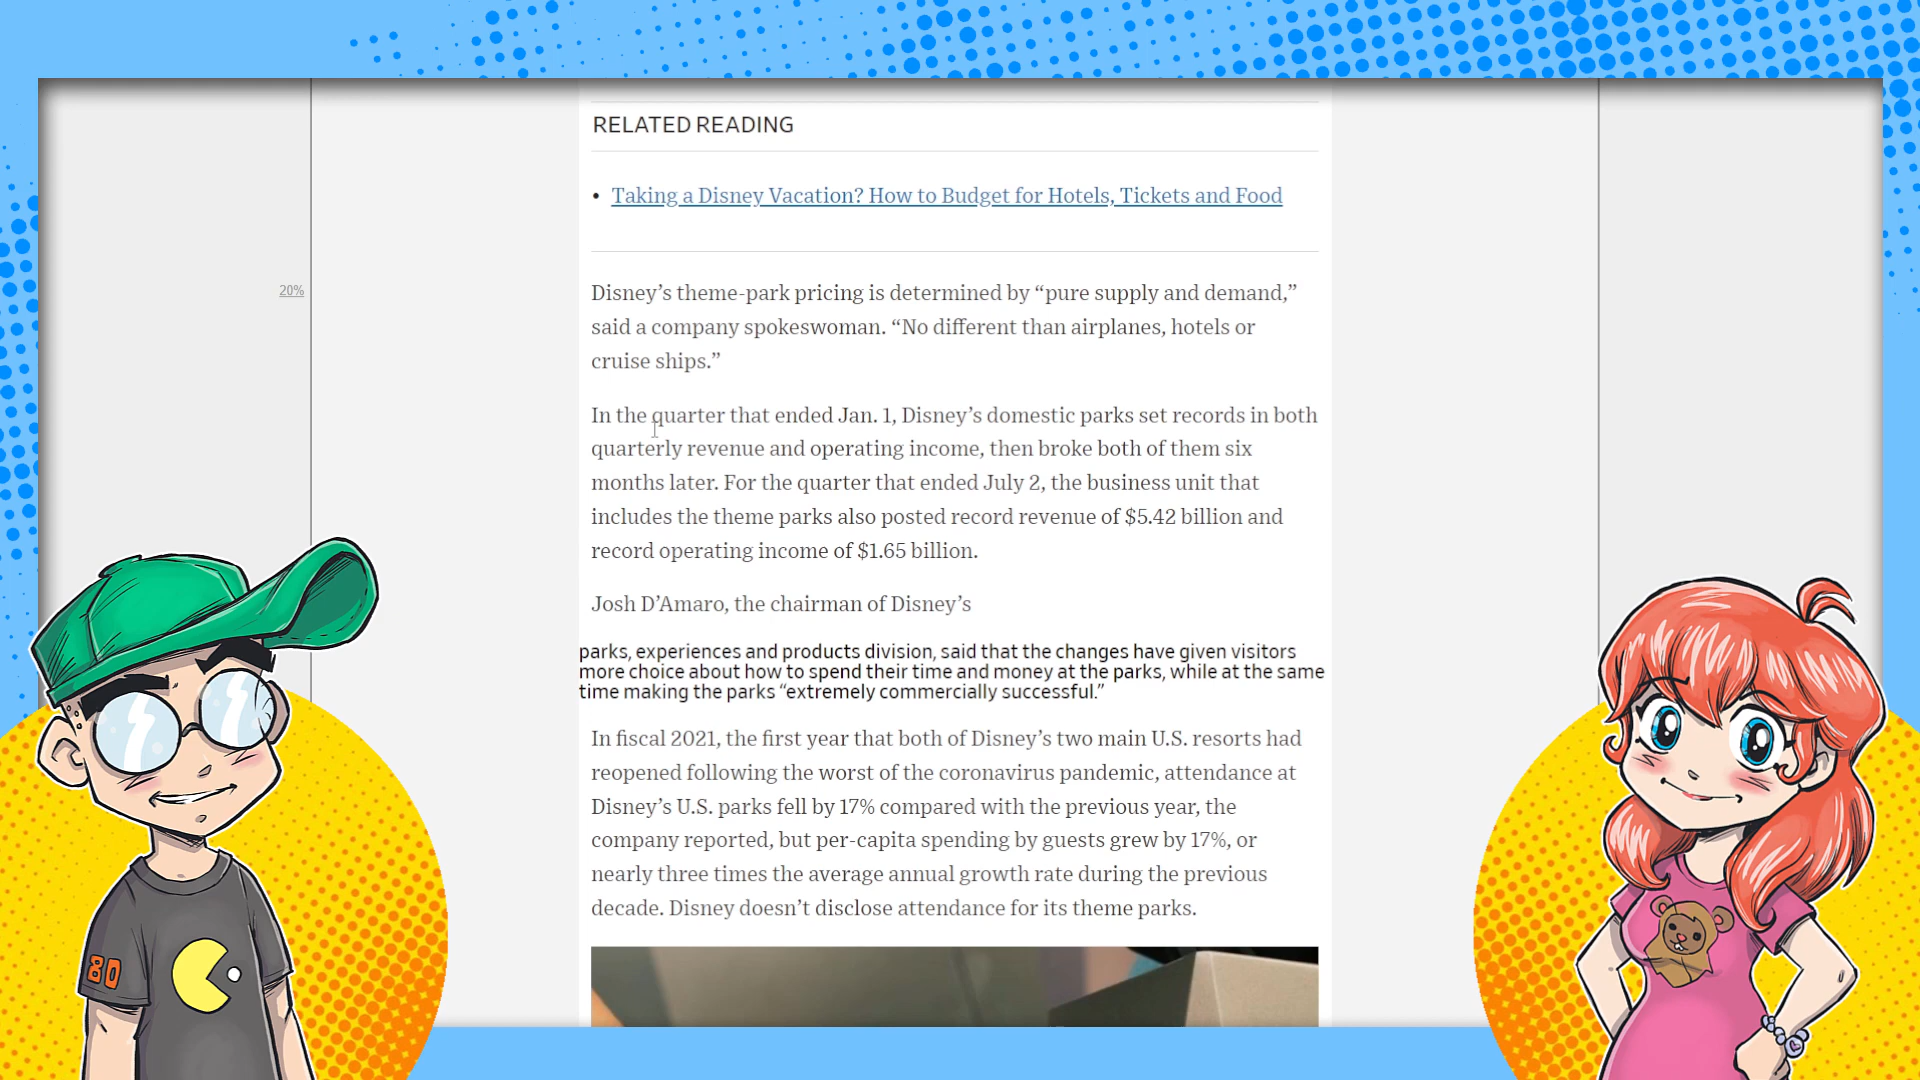 RELATED READING
• Taking a Disney Vacation? How to Budget for Hotels, Tickets and Food
20%
Disney’s theme-park pricing is determined by “pure supply and demand,”
said a company spokeswoman. “No different than airplanes, hotels or
cruise ships.”
In the quarter that ended Jan. 1, Disney’s domestic parks set records in both
quarterly revenue and operating income, then broke both of them six
months later. For the quarter that ended July 2, the business unit that
includes the theme parks also posted record revenue of $5.42 billion and
record operating income of $1.65 billion.
Josh D’Amaro, the chairman of Disney’s
parks, experiences and products division, said that the changes have given visitors
more choice about how to spend their time and money at the parks, while at the same
time making the parks “extremely commercially successful.”
In fiscal 2021, the first year that both of Disney’s two main U.S. resorts had
reopened following the worst of the coronavirus pandemic, attendance at
Disney’s U.S. parks fell by 17% compared with the previous year, the
company reported, but per-capita spending by guests grew by 17%, or
nearly three times the average annual growth rate during the previous
decade. Disney doesn’t disclose attendance for its theme parks.
80